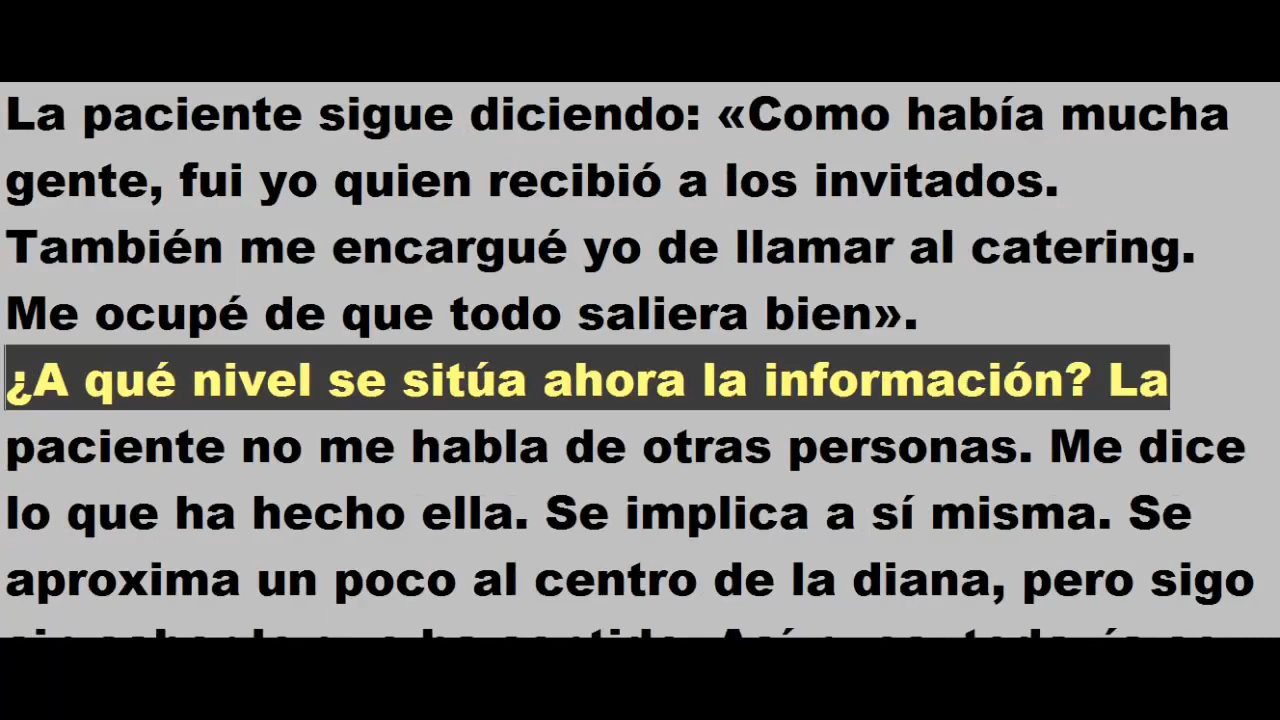 La paciente sigue diciendo: «Como había mucha
gente, fui yo quien recibió a los invitados.
También me encargué yo de llamar al catering.
Me ocupé de que todo saliera bien».
¿A qué nivel se sitúa ahora la información? La
paciente no me habla de otras personas. Me dice
lo que ha hecho ella. Se implica a sí misma. Se
aproxima un poco al centro de la diana, pero sigo